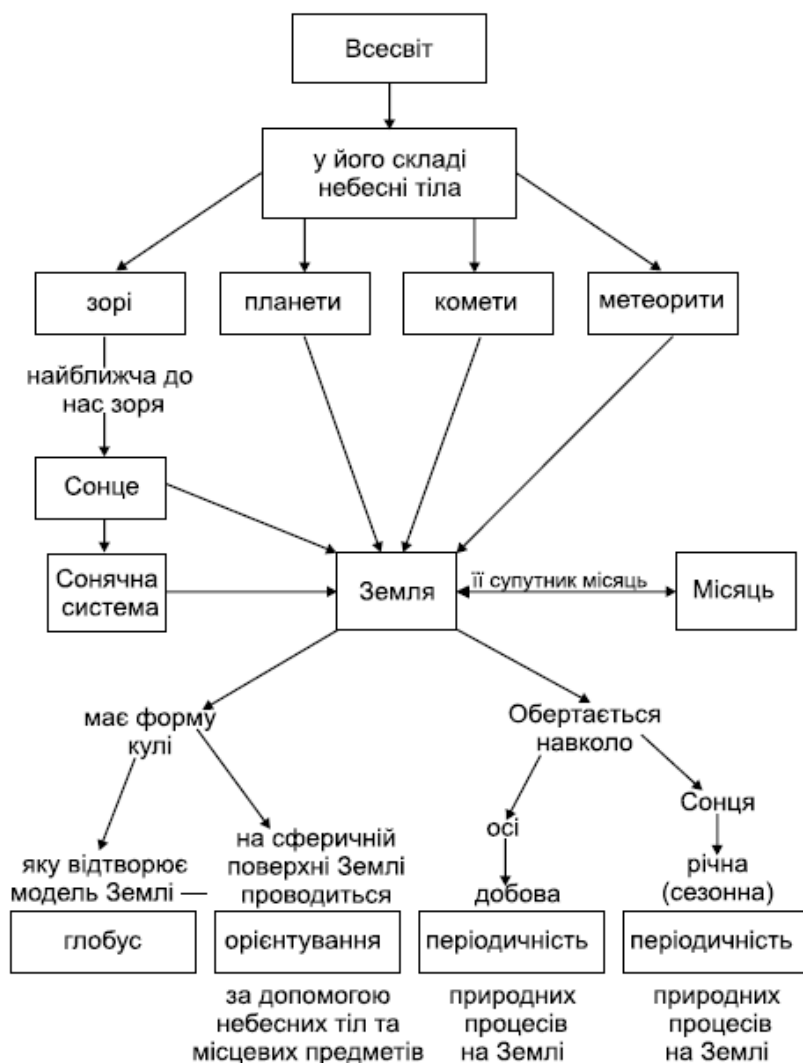 Всесвіт
у його складі
небесні тіла
зорі
планети
комети
метеорити
найближча до
нас зоря
Сонце
Сонячна
система
Земля
її супутник місяць
Місяць
має форму
кулі
Обертається
навколо
яку відтворює
модель Землі —
глобус
на сферичній
поверхні Землі
проводиться
орієнтування
за допомогою
небесних тіл та
місцевих предметів
осі
добова
періодичність
природних
процесів
на Землі
Сонця
річна
(сезонна)
періодичність
природних
процесів
на Землі